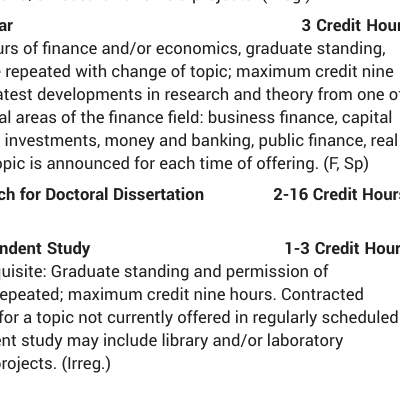 ar 3 Credit Hour
urs of finance and/or economics, graduate standing,
repeated with change of topic; maximum credit nine
atest developments in research and theory from one of
al areas of the finance field: business finance, capital
investments, money and banking, public finance, real
opic is announced for each time of offering. (F, Sp)
ch for Doctoral Dissertation 2-16 Credit Hours
ndent Study 1-3 Credit Hour
uisite: Graduate standing and permission of
epeated; maximum credit nine hours. Contracted
for a topic not currently offered in regularly scheduled
ent study may include library and/or laboratory
rojects. (Irreg.)